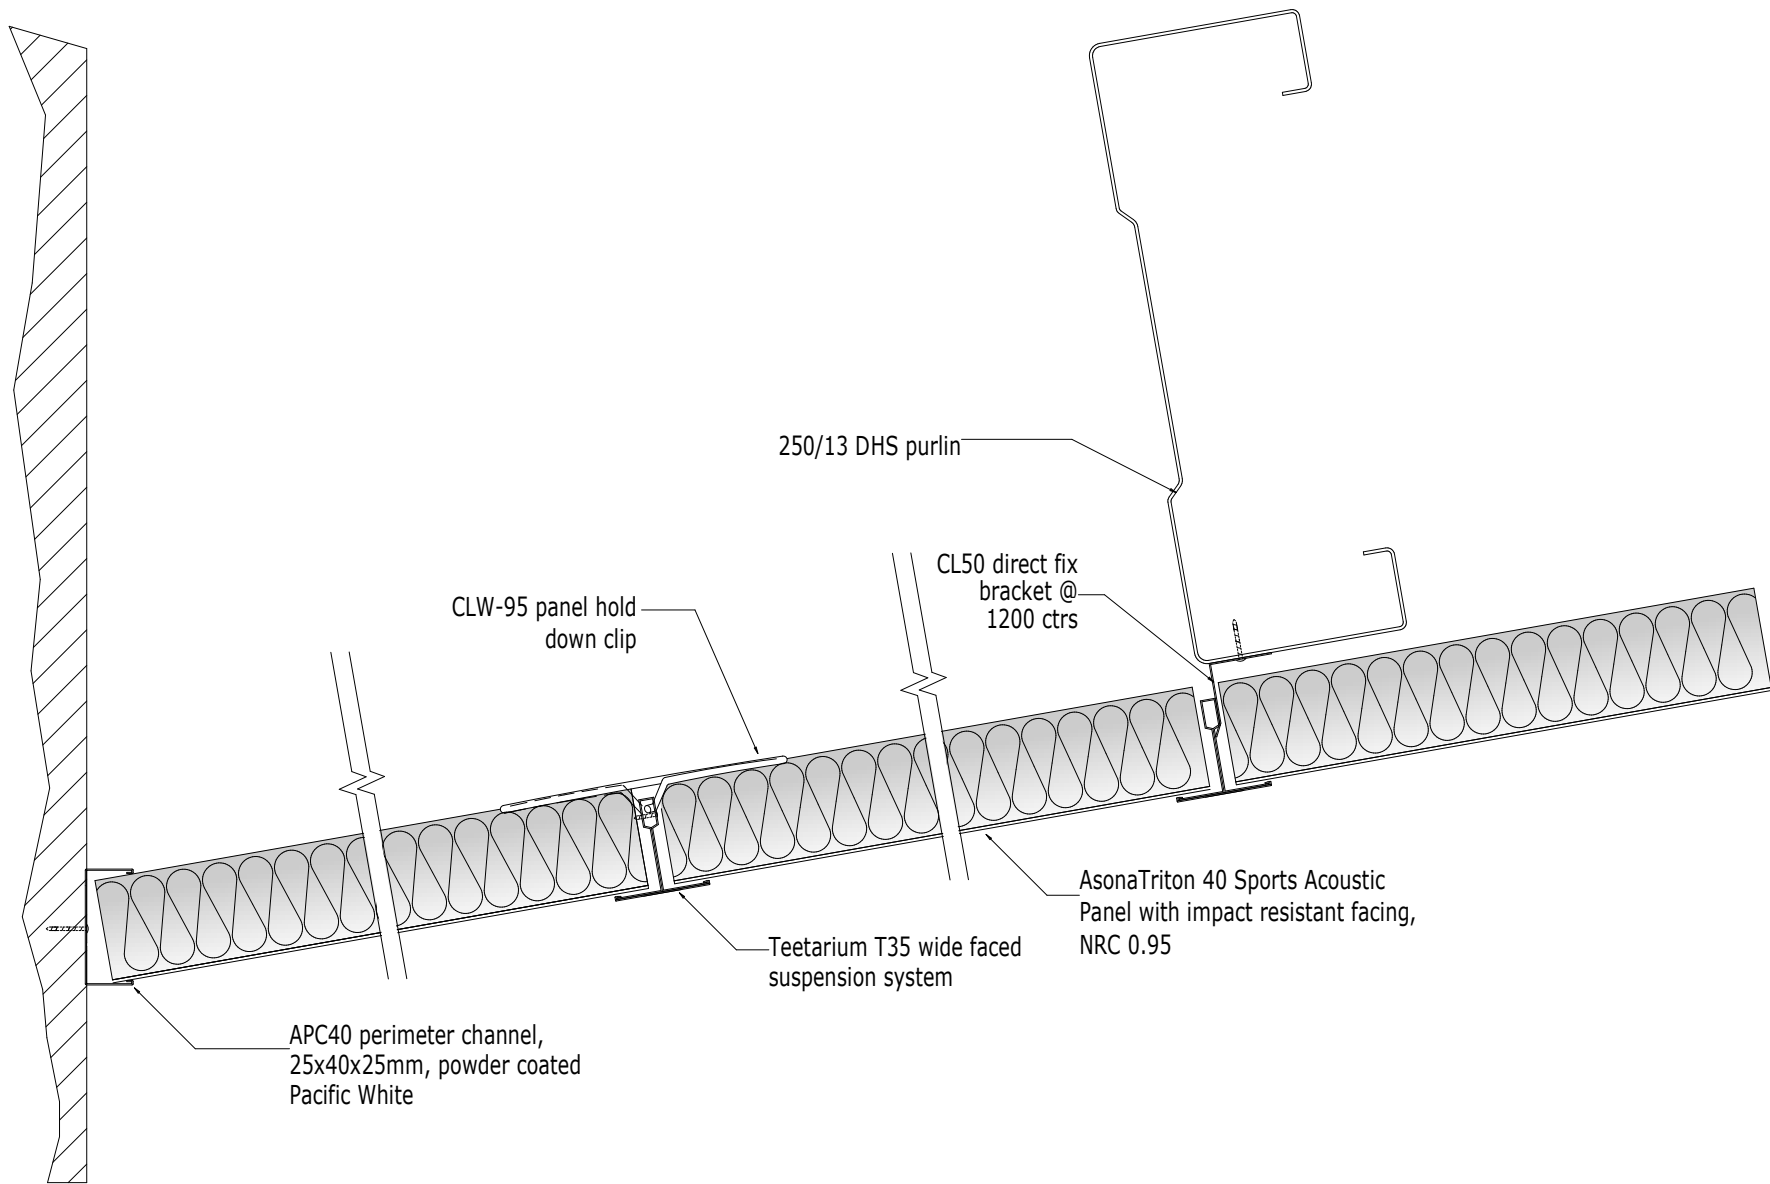 250/13 DHS purlin
CL50 direct fix
bracket @
1200 ctrs
CLW-95 panel hold
down clip
AsonaTriton 40 Sports Acoustic
Panel with impact resistant facing,
NRC 0.95
Teetarium T35 wide faced
suspension system
APC40 perimeter channel,
25x40x25mm, powder coated
Pacific White